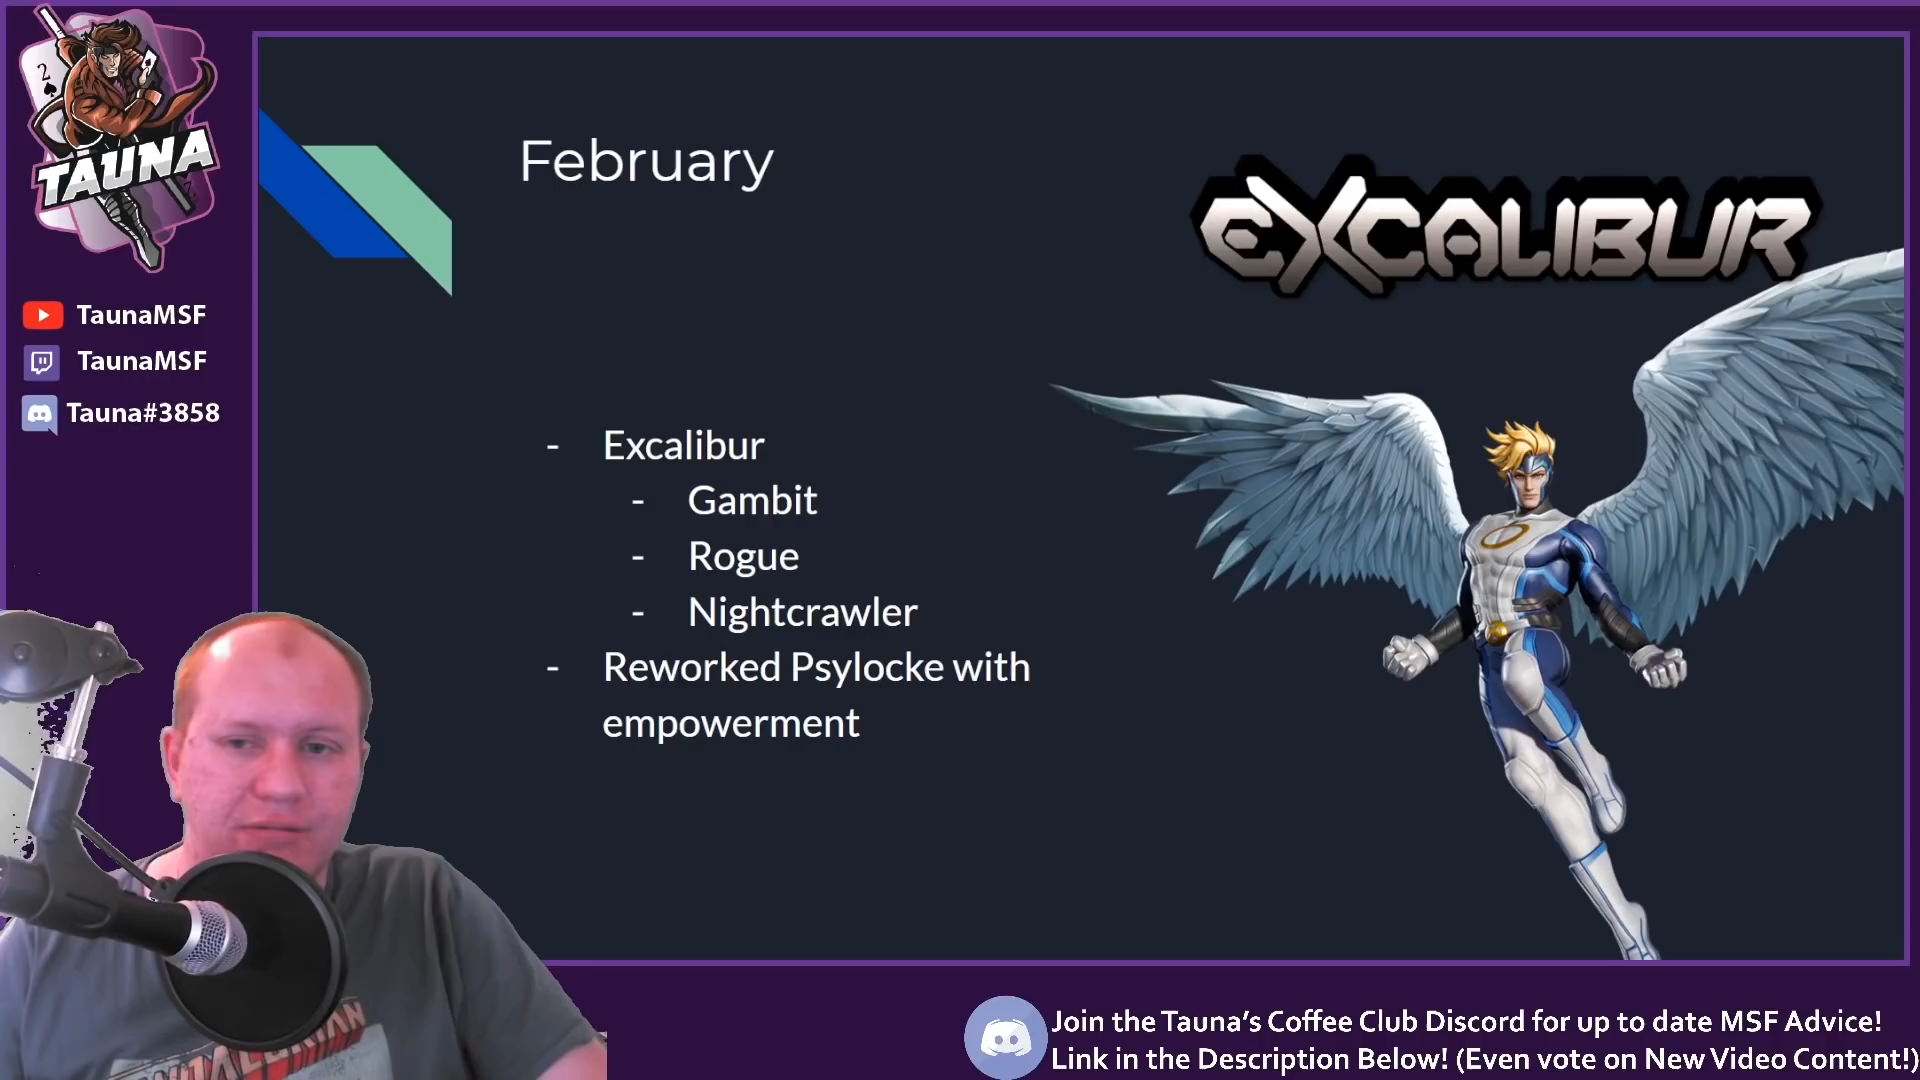 2
TAUNA
TaunaMSF
TaunaMSF
Tauna#3858
February
EXCALIBUR
- Excalibur
- Gambit
- Rogue
- Nightcrawler
- Reworked Psylocke with
empowerment
Join the Tauna's Coffee Club Discord for up to date MSF Advice!
Link in the Description Below! (Even vote on New Video Content!)